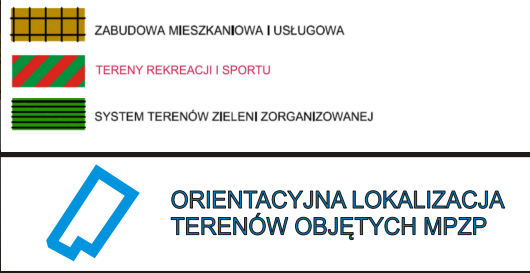 ZABUDOWA MIESZKANIOWA I USŁUGOWA
TERENY REKREACJI I SPORTU
SYSTEM TERENÓW ZIELENI ZORGANIZOWANEJ
ORIENTACYJNA LOKALIZACJA
TERENÓW OBJĘTYCH MPZP